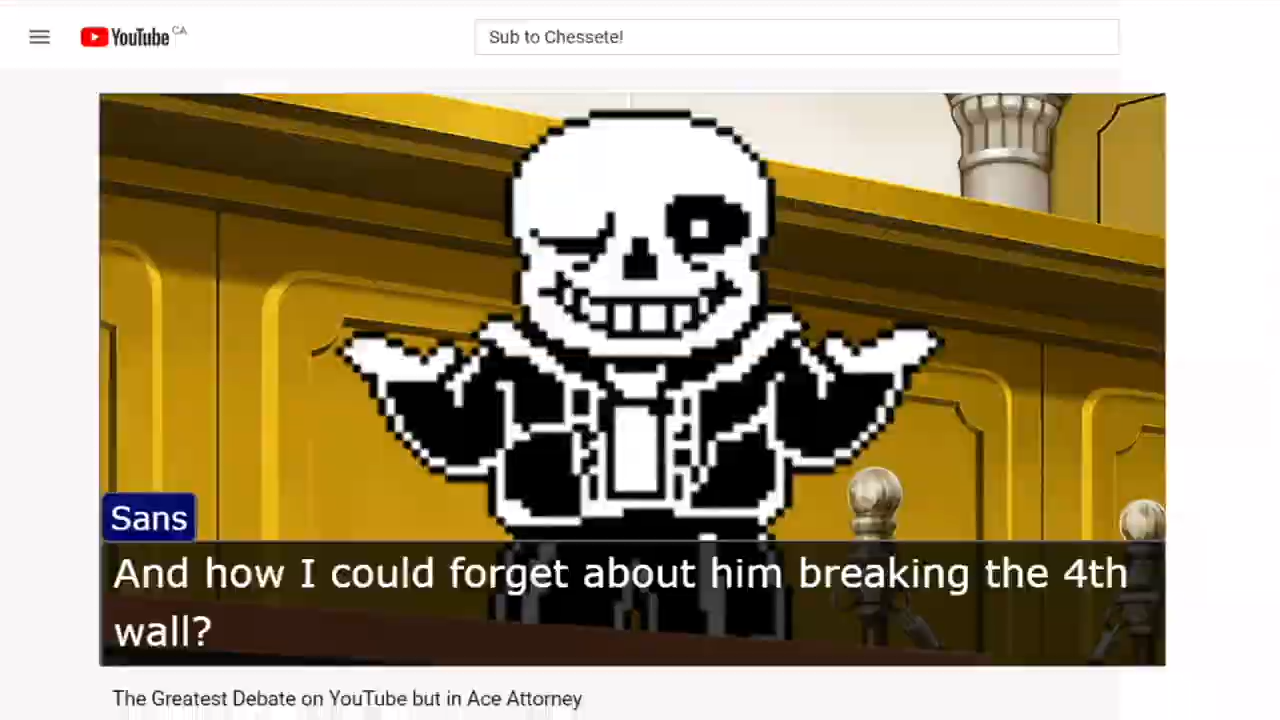 YouTube CA
Sub to Chessete!
Sans
And how I could forget about him breaking the 4th
wall?
The Greatest Debate on YouTube but in Ace Attorney